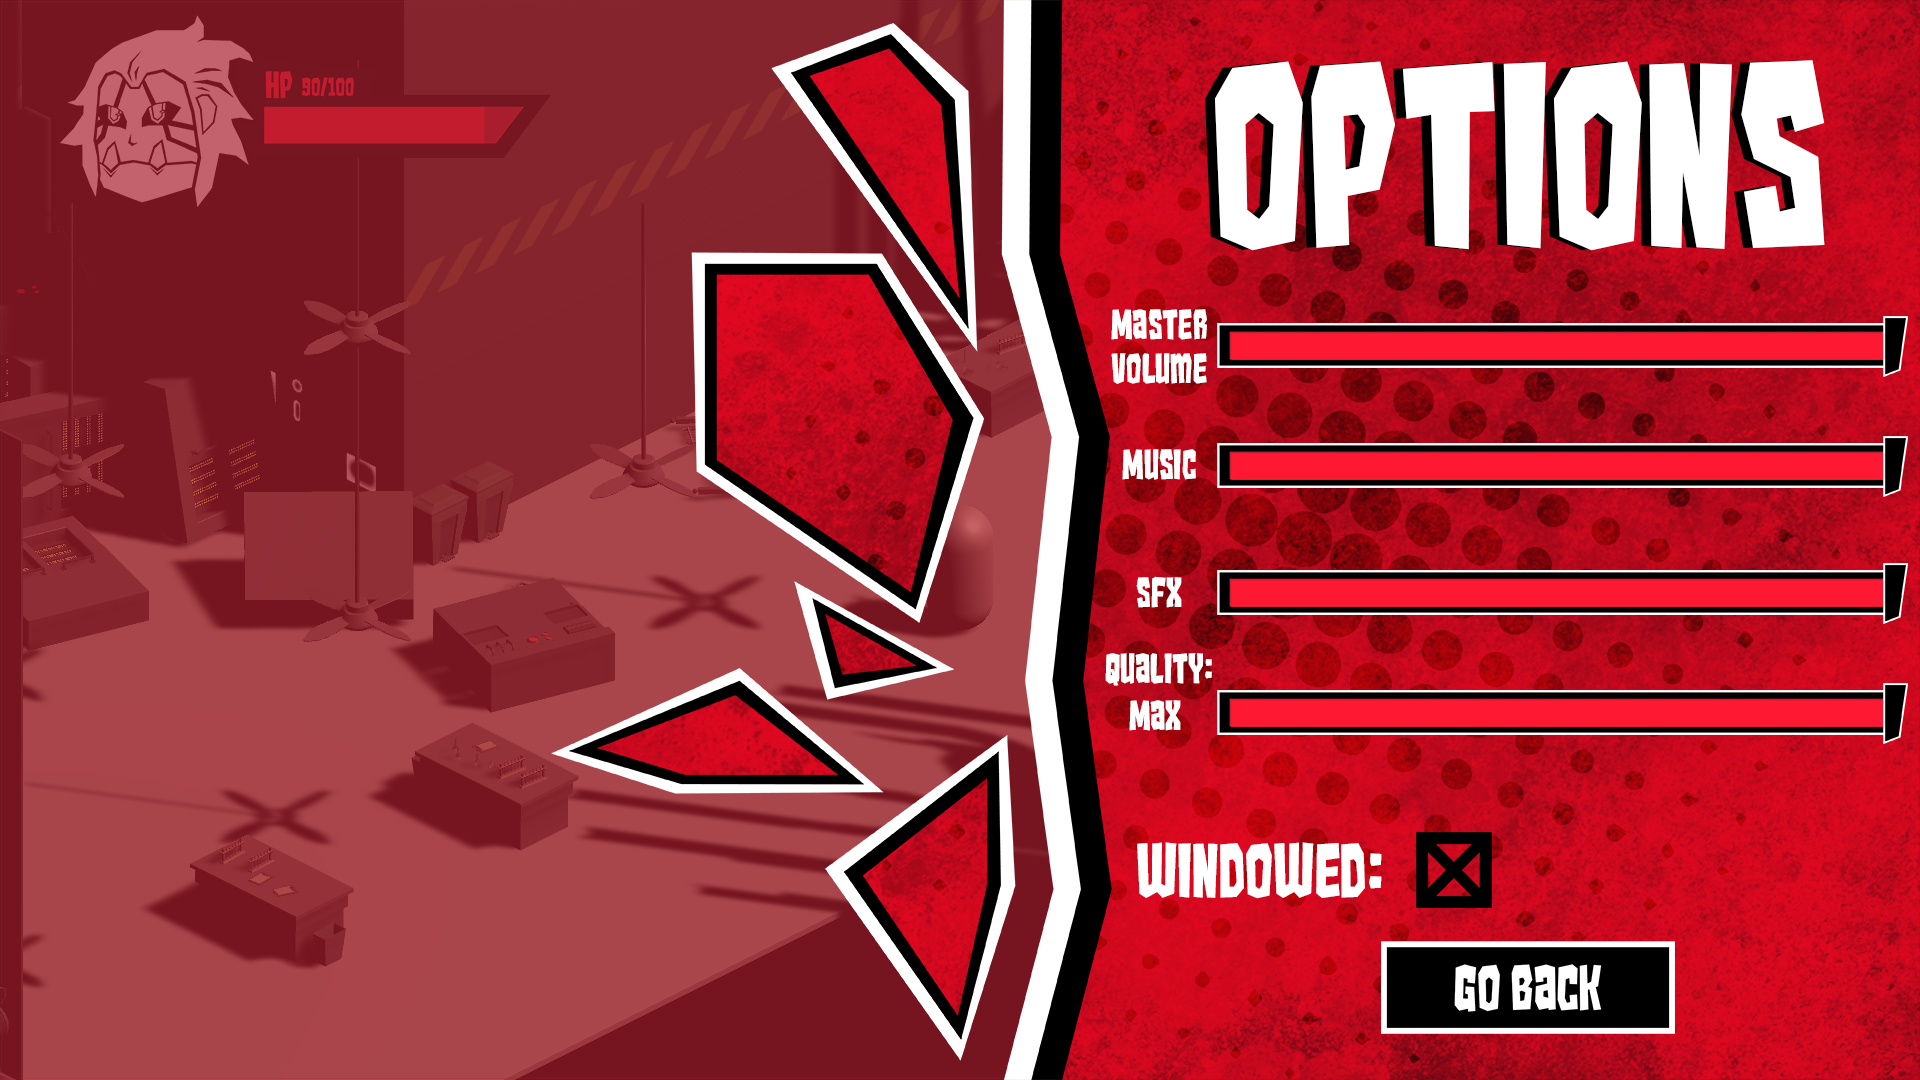 HP 90/100
OPTIONS
MASTER
VOLUME
MUSIC
SFX
QUALITY:
MAX
WINDOWED:
GO BACK